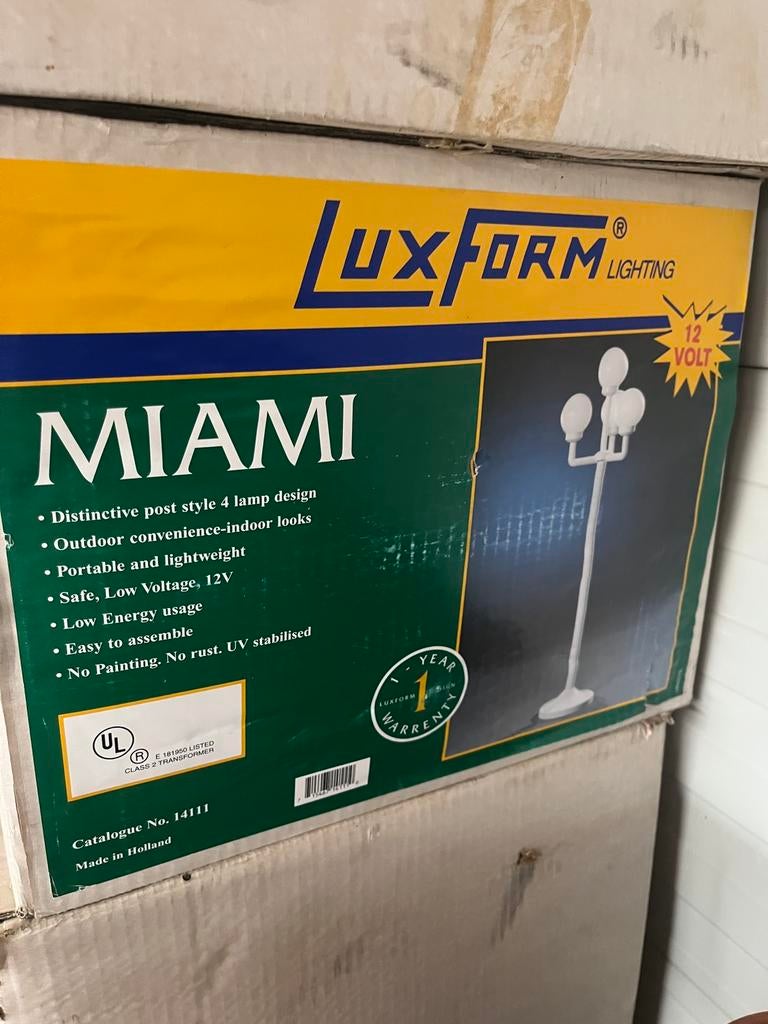 LUXFORM® LIGHTING
12
VOLT
MIAMI
• Distinctive post style 4 lamp design
• Outdoor convenience-indoor looks
• Portable and lightweight
• Safe, Low Voltage, 12V
• Low Energy usage
• Easy to assemble
• No Painting. No rust. UV stabilised
1 - YEAR
LUXFORM 1
WARRENTY
UL ®
E 181950 LISTED
CLASS 2 TRANSFORMER
Catalogue No. 14111
Made in Holland